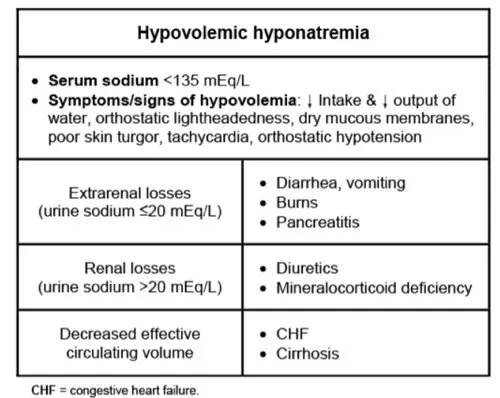 Hypovolemic hyponatremia
• Serum sodium <135 mEq/L
• Symptoms/signs of hypovolemia: ↓ Intake & ↓ output of
water, orthostatic lightheadedness, dry mucous membranes,
poor skin turgor, tachycardia, orthostatic hypotension
Extrarenal losses
(urine sodium ≤20 mEq/L)
• Diarrhea, vomiting
• Burns
• Pancreatitis
Renal losses
(urine sodium >20 mEq/L)
• Diuretics
• Mineralocorticoid deficiency
Decreased effective
circulating volume
• CHF
• Cirrhosis
CHF = congestive heart failure.